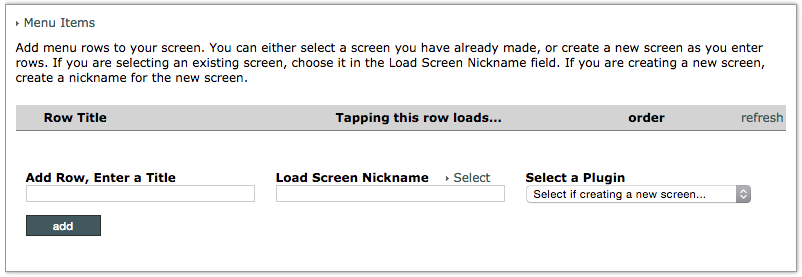 Menu Items
Add menu rows to your screen. You can either select a screen you have already made, or create a new screen as you enter
rows. If you are selecting an existing screen, choose it in the Load Screen Nickname field. If you are creating a new screen,
create a nickname for the new screen.
Row Title Tapping this row loads... order refresh
Add Row, Enter a Title Load Screen Nickname Select Select a Plugin
Select if creating a new screen...
add